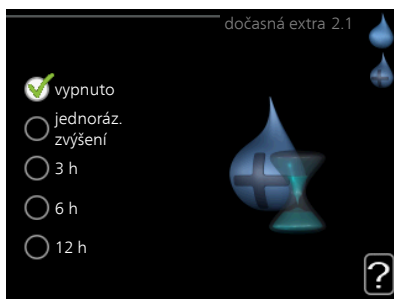 dočasná extra 2.1
vypnuto
jednoráz.
zvýšení
3 h
6 h
12 h
?